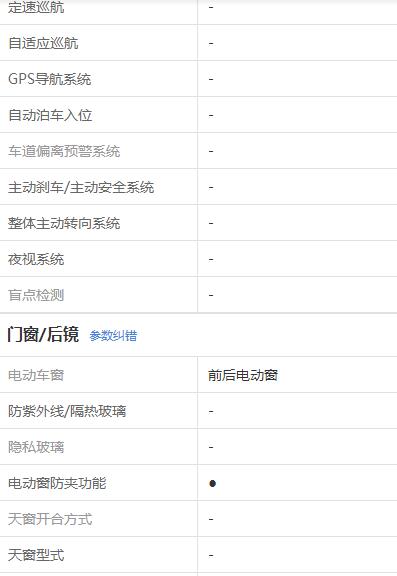 定速巡航 -
自适应巡航 -
GPS导航系统 -
自动泊车入位 -
车道偏离预警系统 -
主动刹车/主动安全系统 -
整体主动转向系统 -
夜视系统 -
盲点检测 -
门窗/后镜 参数纠错
电动车窗 前后电动窗
防紫外线/隔热玻璃 -
隐私玻璃 -
电动窗防夹功能 ●
天窗开合方式 -
天窗型式 -